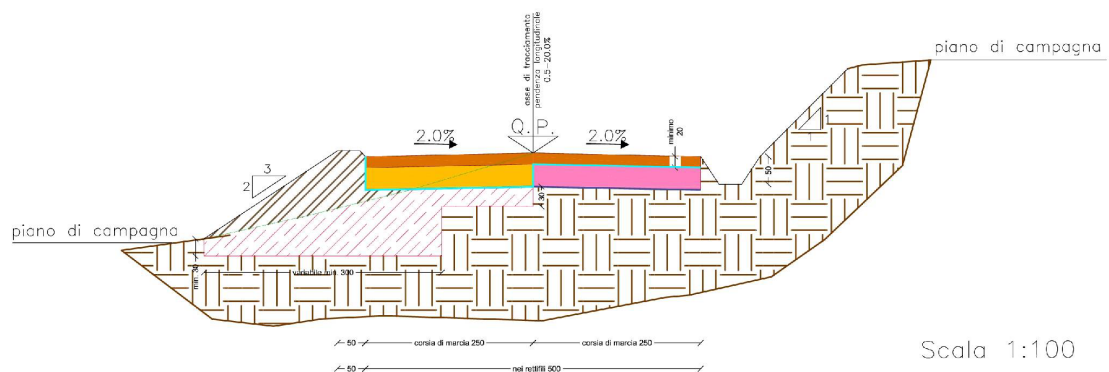 asse di tracciamento
pendenza longitudinale
0.5-20.0%
piano di campagna
Q.P.
2.0%
2.0%
minimo
20
1
1
3
2
50
30
piano di campagna
min. 30
variabile min. 300
50
corsia di marcia 250
corsia di marcia 250
Scala 1:100
50
nei rettifili 500